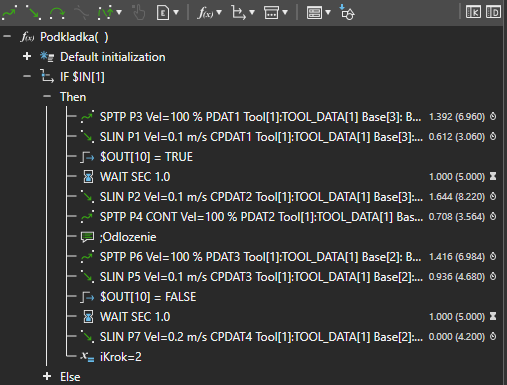 f(x)
K D
f(x) Podkladka( )
Default initialization
IF $IN[1]
Then
SPTP P3 Vel=100 % PDAT1 Tool[1]:TOOL_DATA[1] Base[3]: B... 1.392 (6.960)
SLIN P1 Vel=0.1 m/s CPDAT1 Tool[1]:TOOL_DATA[1] Base[3]:... 0.612 (3.060)
$OUT[10] = TRUE
WAIT SEC 1.0 1.000 (5.000)
SLIN P2 Vel=0.1 m/s CPDAT2 Tool[1]:TOOL_DATA[1] Base[3]:... 1.644 (8.220)
SPTP P4 CONT Vel=100 % PDAT2 Tool[1]:TOOL_DATA[1] Bas... 0.708 (3.564)
;Odlozenie
SPTP P6 Vel=100 % PDAT3 Tool[1]:TOOL_DATA[1] Base[2]: B... 1.416 (6.984)
SLIN P5 Vel=0.1 m/s CPDAT3 Tool[1]:TOOL_DATA[1] Base[2]:... 0.936 (4.680)
$OUT[10] = FALSE
WAIT SEC 1.0 1.000 (5.000)
SLIN P7 Vel=0.2 m/s CPDAT4 Tool[1]:TOOL_DATA[1] Base[2]:... 0.000 (4.200)
x= iKrok=2
Else